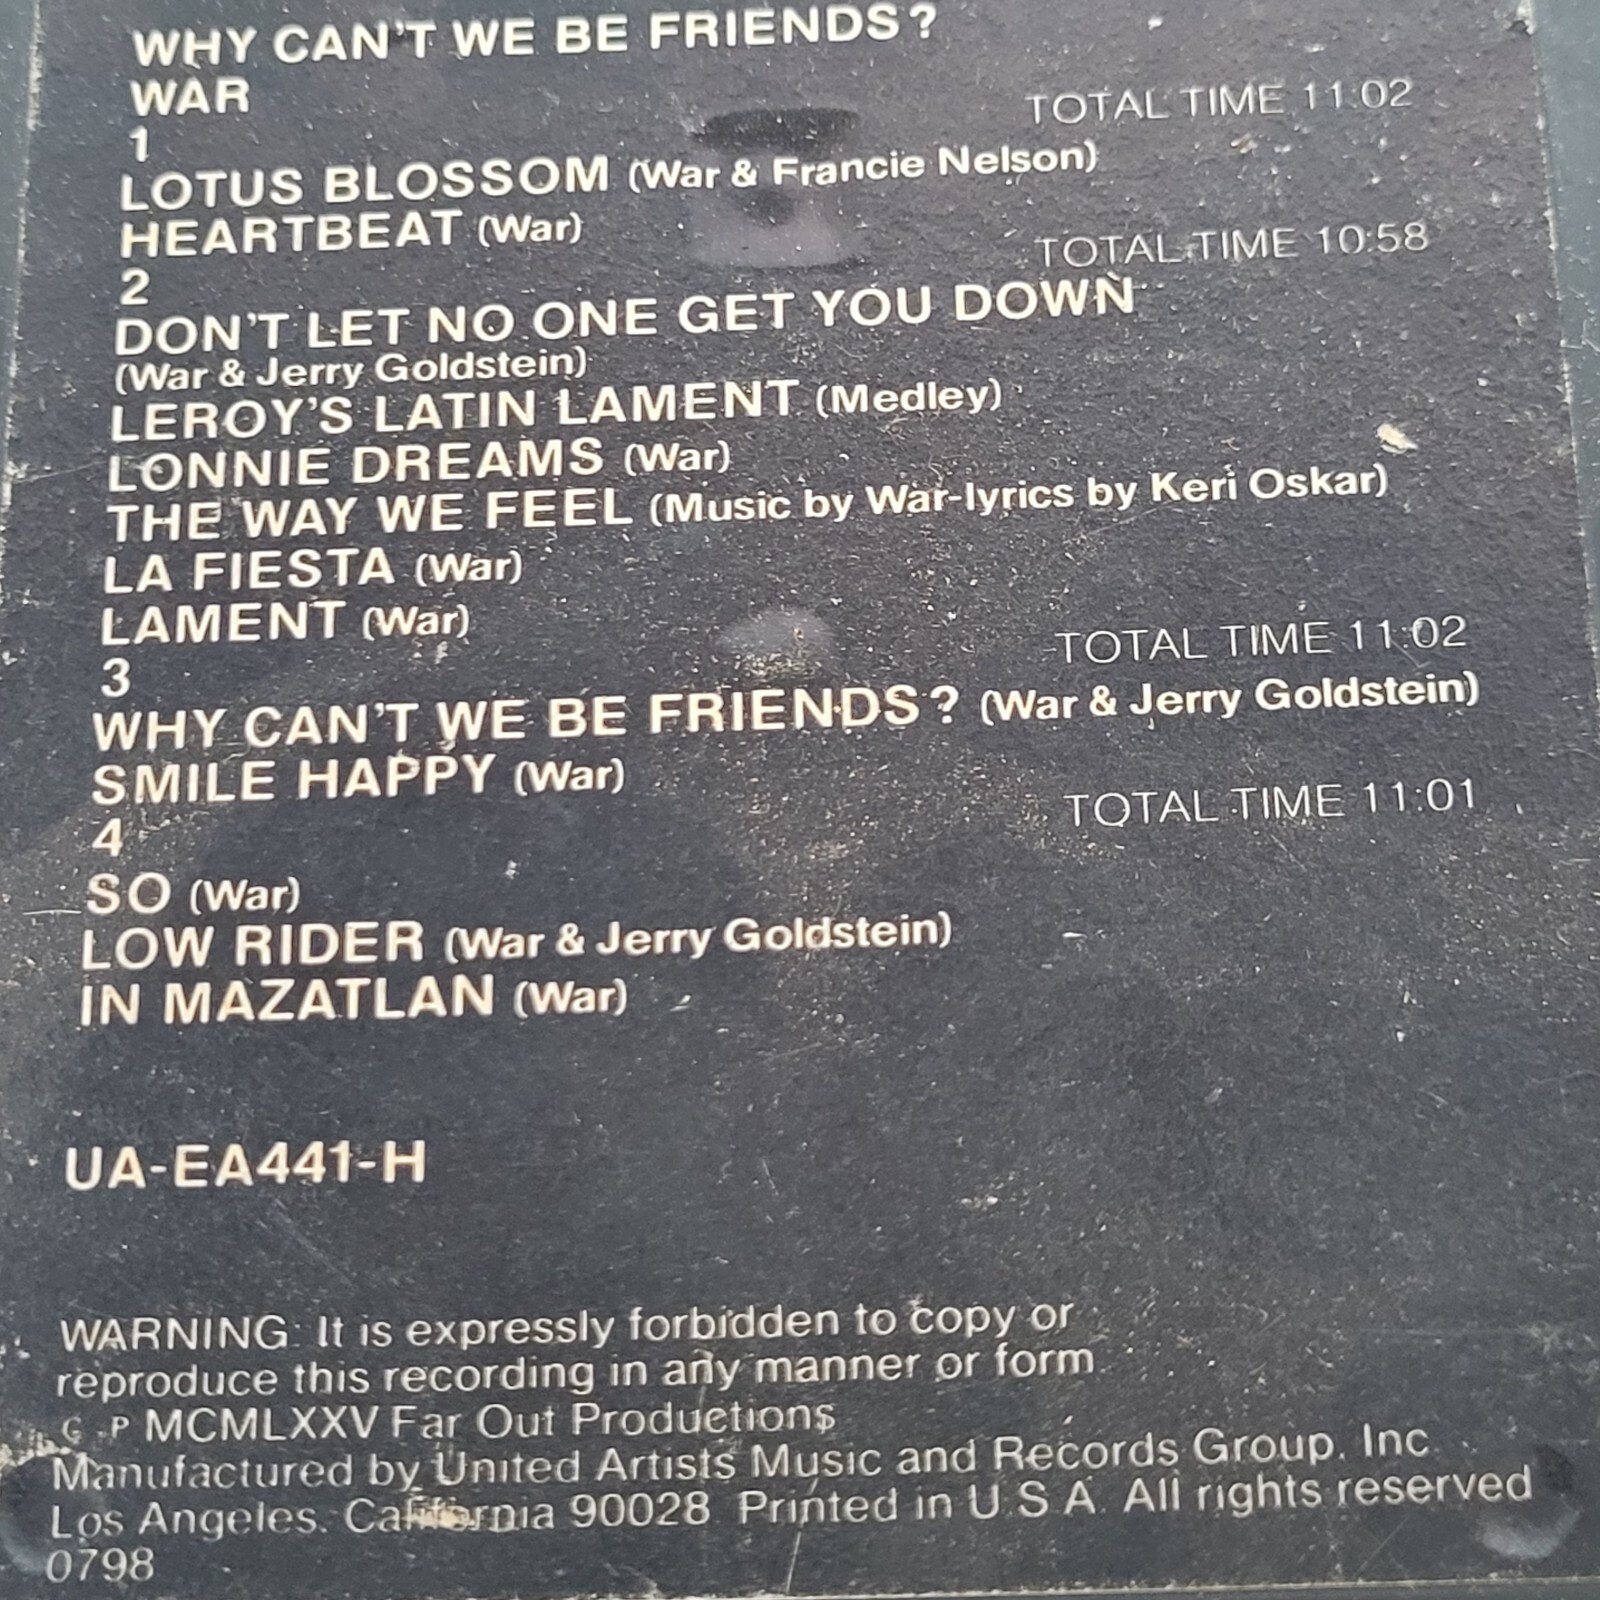 WHY CAN'T WE BE FRIENDS?
WAR
TOTAL TIME 11:02
1
LOTUS BLOSSOM (War & Francie Nelson)
HEARTBEAT (War)
TOTAL TIME 10:58
2
DON'T LET NO ONE GET YOU DOWN
(War & Jerry Goldstein)
LEROY'S LATIN LAMENT (Medley)
LONNIE DREAMS (War)
THE WAY WE FEEL (Music by War-lyrics by Keri Oskar)
LA FIESTA (War)
LAMENT (War)
TOTAL TIME 11:02
3
WHY CAN'T WE BE FRIENDS? (War & Jerry Goldstein)
SMILE HAPPY (War)
TOTAL TIME 11:01
4
SO (War)
LOW RIDER (War & Jerry Goldstein)
IN MAZATLAN (War)
UA-EA441-H
WARNING: It is expressly forbidden to copy or
reproduce this recording in any manner or form
C P MCMLXXV Far Out Productions
Manufactured by United Artists Music and Records Group, Inc
Los Angeles, California 90028 Printed in U.S.A. All rights reserved
0798